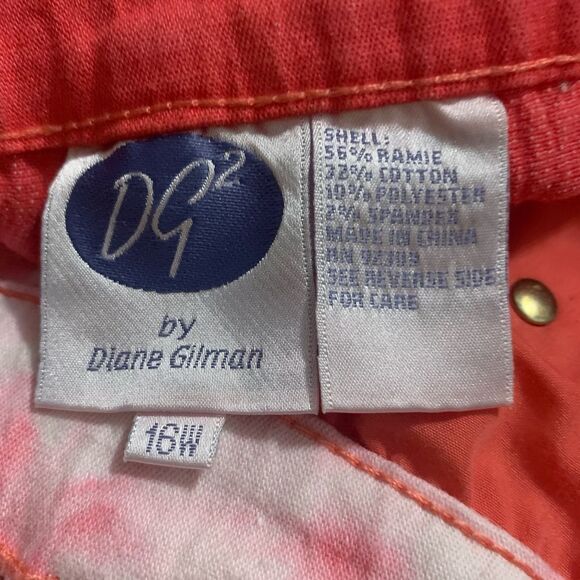 DG2
by
Diane Gilman
16W
SHELL:
56% RAMIE
32% COTTON
10% POLYESTER
2% SPANDEX
MADE IN CHINA
RN
SEE REVERSE SIDE
FOR CARE